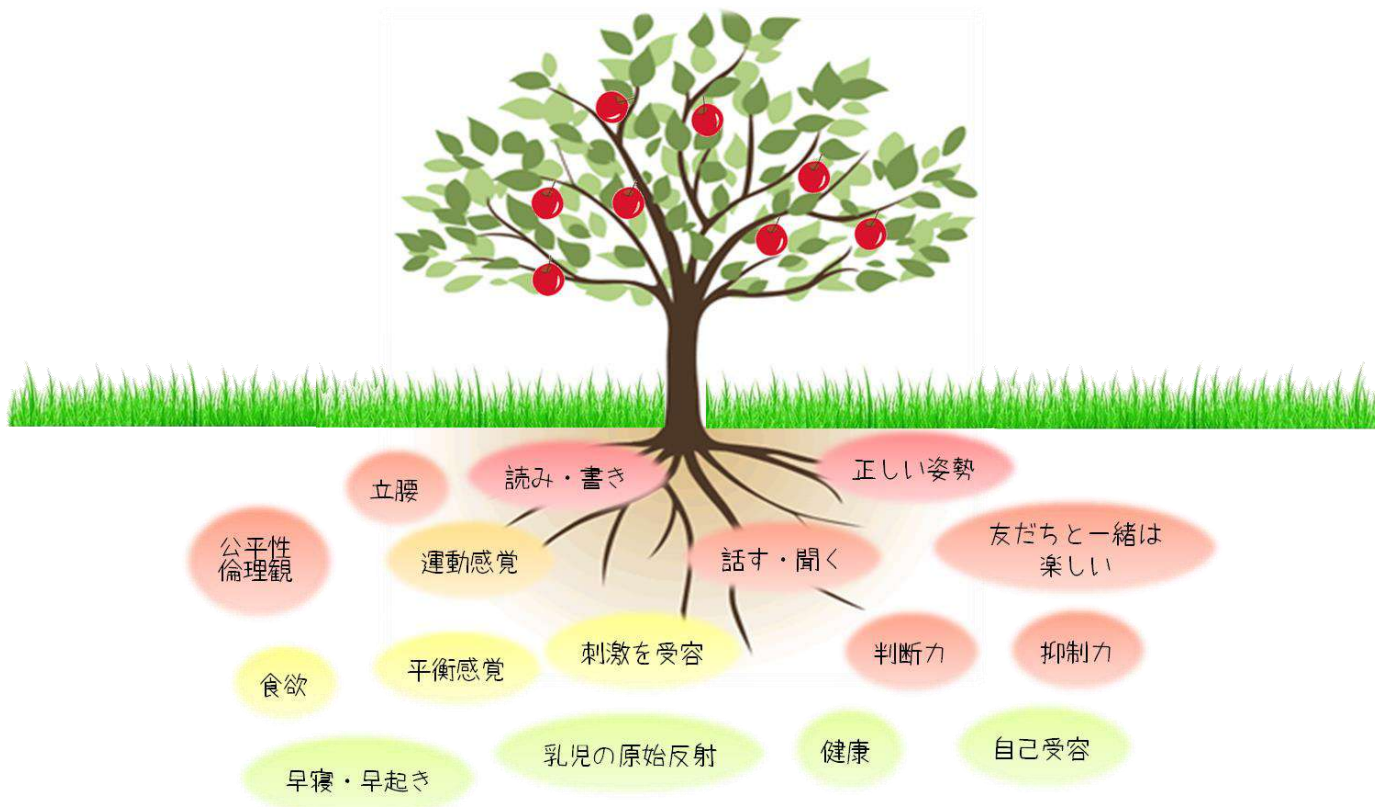 立腰
読み・書き
正しい姿勢
公平性
倫理観
運動感覚
話す・聞く
友だちと一緒は
楽しい
食欲
平衡感覚
刺激を受容
判断力
抑制力
早寝・早起き
乳児の原始反射
健康
自己受容